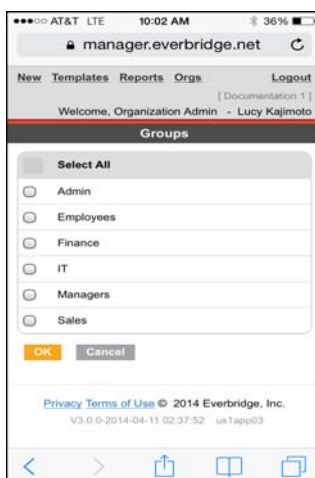 AT&T LTE 10:02 AM 36%
manager.everbridge.net
New Templates Reports Orgs Logout
[ Documentation 1 ]
Welcome, Organization Admin - Lucy Kajimoto
Groups
Select All
Admin
Employees
Finance
IT
Managers
Sales
OK Cancel
Privacy Terms of Use © 2014 Everbridge, Inc.
V3.0.0-2014-04-11 02:37:52 us1app03